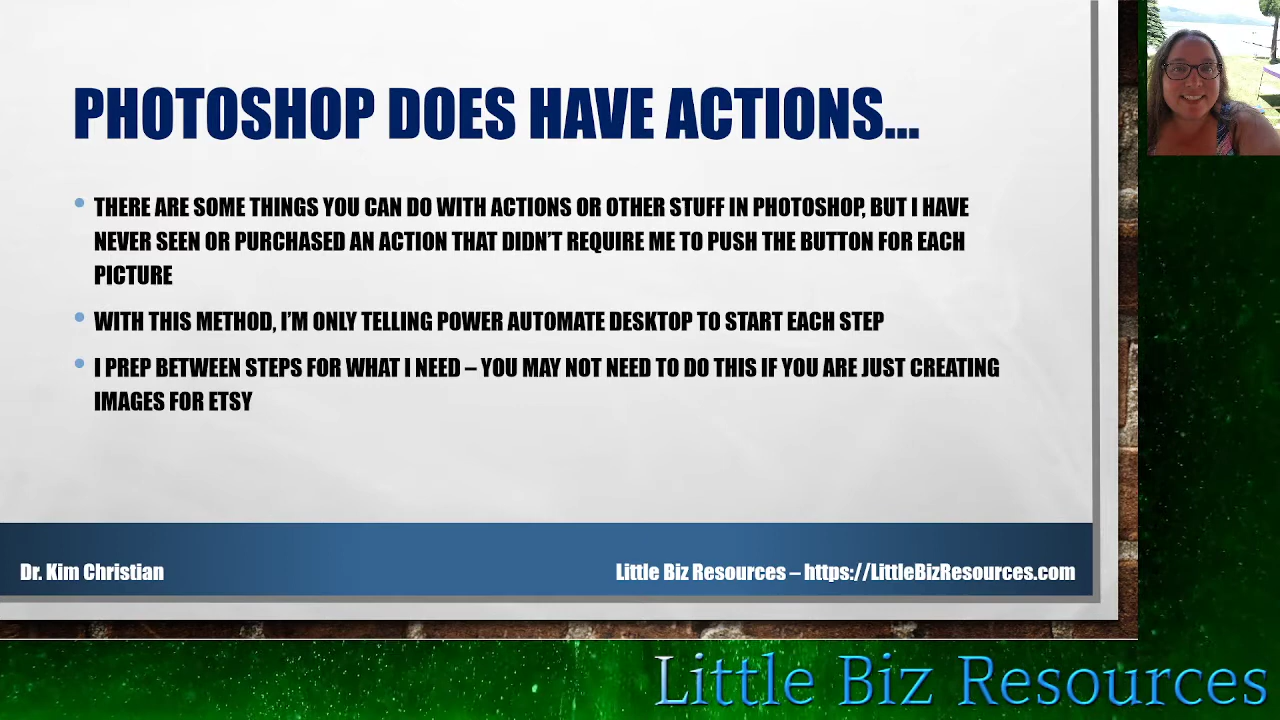 PHOTOSHOP DOES HAVE ACTIONS...
• THERE ARE SOME THINGS YOU CAN DO WITH ACTIONS OR OTHER STUFF IN PHOTOSHOP, BUT I HAVE
NEVER SEEN OR PURCHASED AN ACTION THAT DIDN'T REQUIRE ME TO PUSH THE BUTTON FOR EACH
PICTURE
• WITH THIS METHOD, I'M ONLY TELLING POWER AUTOMATE DESKTOP TO START EACH STEP
• I PREP BETWEEN STEPS FOR WHAT I NEED – YOU MAY NOT NEED TO DO THIS IF YOU ARE JUST CREATING
IMAGES FOR ETSY
Dr. Kim Christian
Little Biz Resources – https://LittleBizResources.com
Little Biz Resources